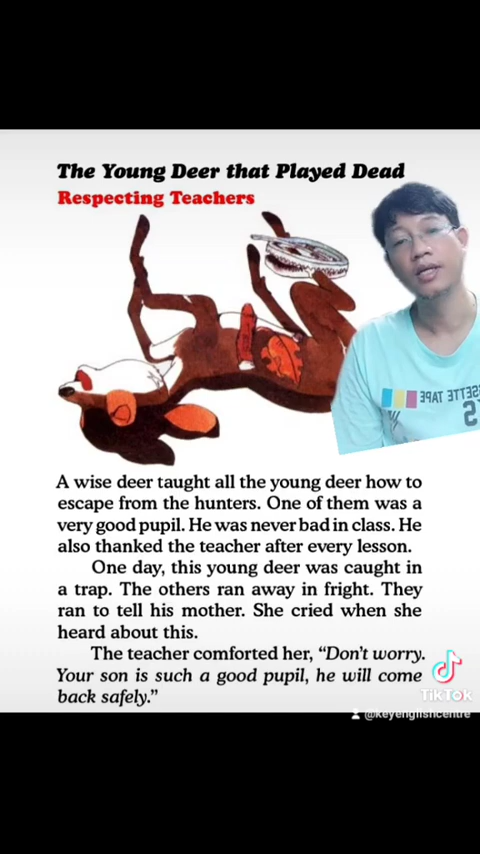 The Young Deer that Played Dead
Respecting Teachers
SETTE TAPE
A wise deer taught all the young deer how to
escape from the hunters. One of them was a
very good pupil. He was never bad in class. He
also thanked the teacher after every lesson.
One day, this young deer was caught in
a trap. The others ran away in fright. They
ran to tell his mother. She cried when she
heard about this.
The teacher comforted her, “Don’t worry.
Your son is such a good pupil, he will come
back safely.”
TikTok
@keyenglishcentre